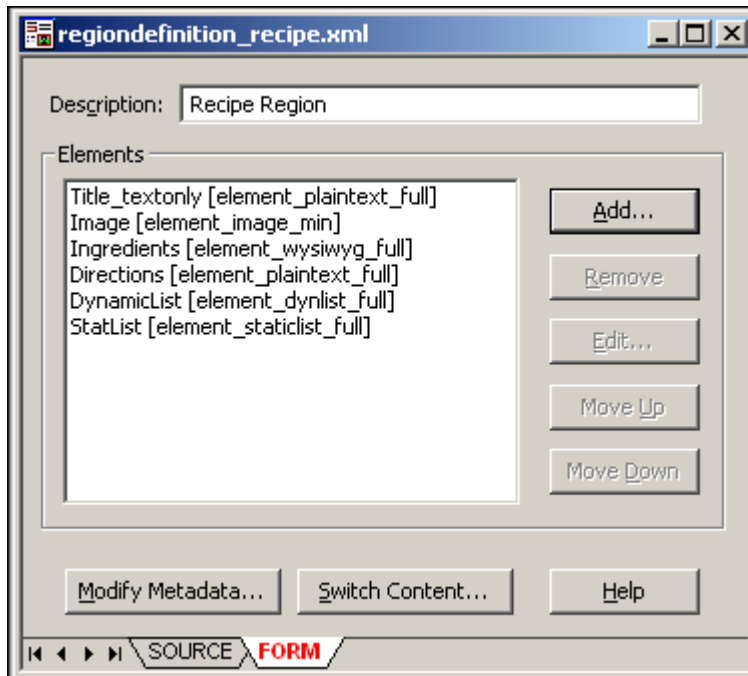 regiondefinition_recipe.xml
Description: Recipe Region
Elements
Title_textonly [element_plaintext_full]
Image [element_image_min]
Ingredients [element_wysiwyg_full]
Directions [element_plaintext_full]
DynamicList [element_dynlist_full]
StatList [element_staticlist_full]
Add...
Remove
Edit...
Move Up
Move Down
Modify Metadata... Switch Content... Help
SOURCE FORM